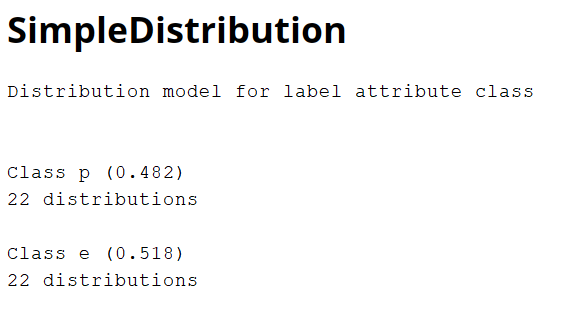 SimpleDistribution
Distribution model for label attribute class
Class p (0.482)
22 distributions
Class e (0.518)
22 distributions